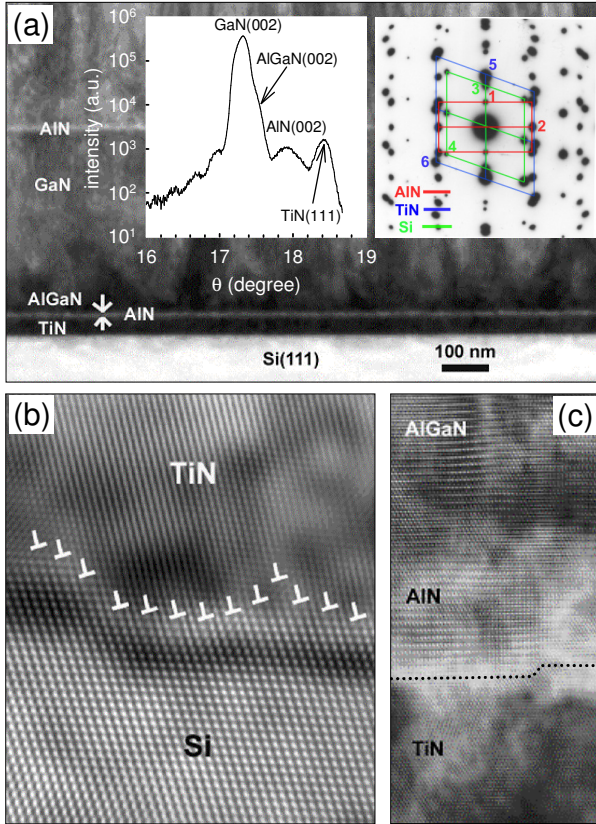 (a)
intensity (a.u.)
10⁶
10⁵
10⁴
10³
10²
10¹
GaN(002)
AlGaN(002)
AlN(002)
TiN(111)
16
17
18
19
θ (degree)
5
3
1
2
4
6
AlN
TiN
Si
AlN
GaN
AlGaN
AlN
TiN
Si(111)
100 nm
(b)
TiN
Si
(c)
AlGaN
AlN
TiN